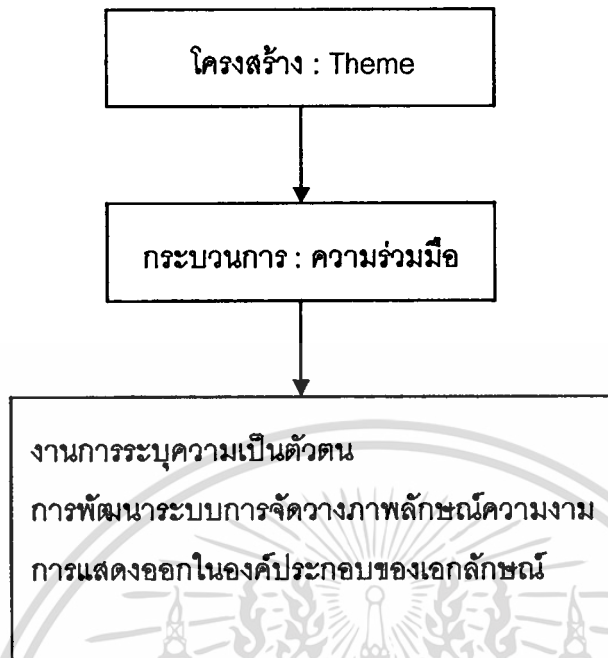 โครงสร้าง : Theme
กระบวนการ : ความร่วมมือ
งานการระบุความเป็นตัวตน
การพัฒนาระบบการจัดวางภาพลักษณ์ความงาม
การแสดงออกในองค์ประกอบของเอกลักษณ์